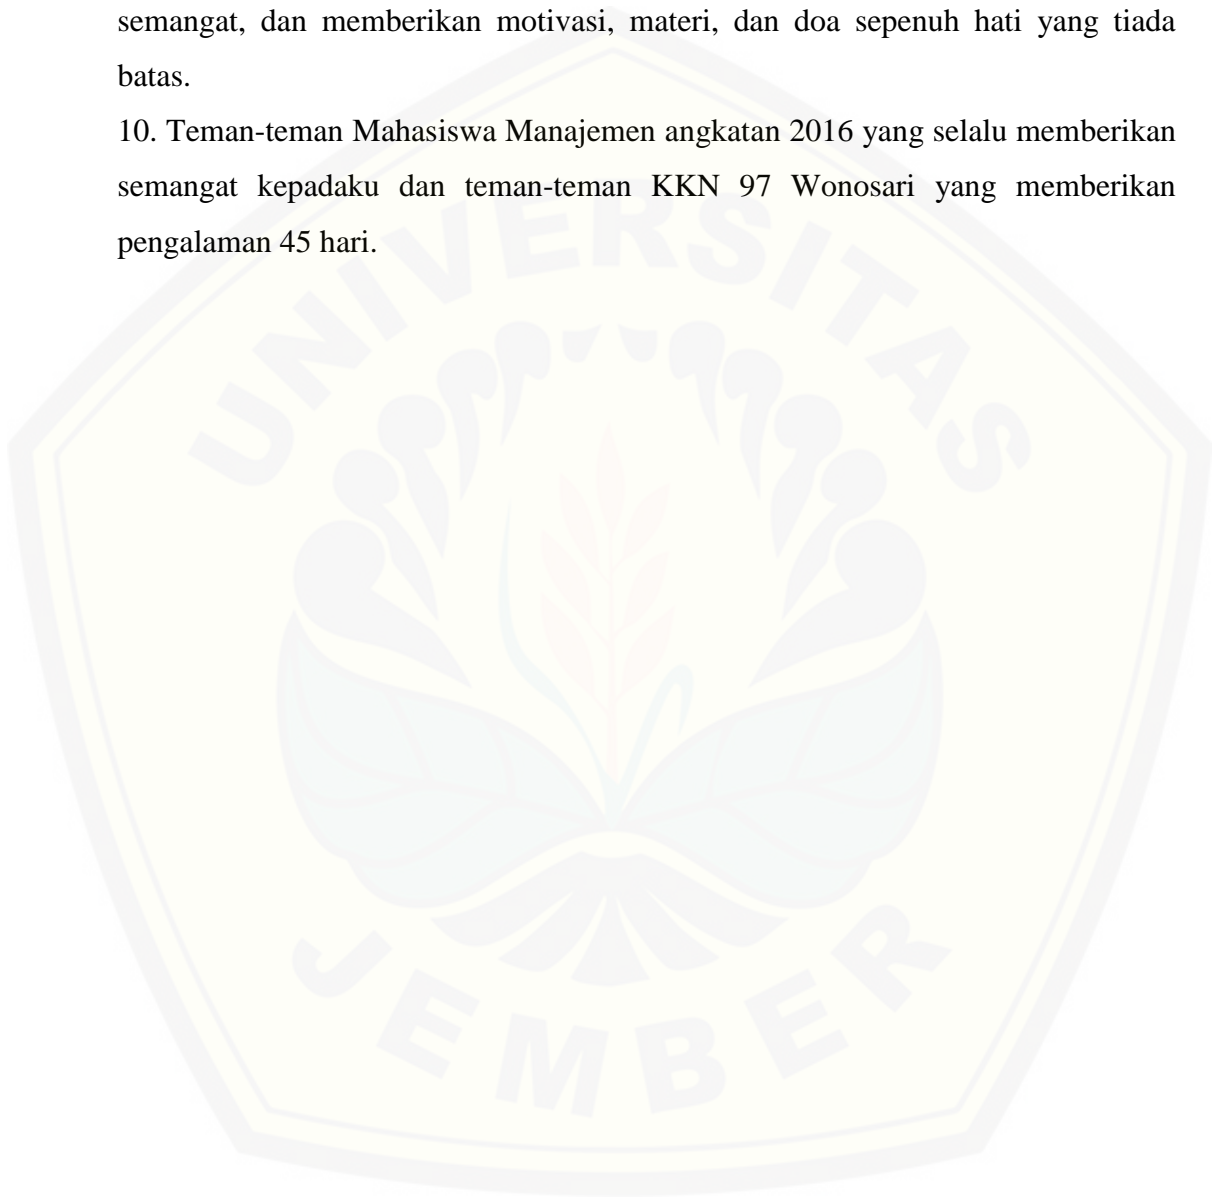 semangat, dan memberikan motivasi, materi, dan doa sepenuh hati yang tiada
batas.
10. Teman-teman Mahasiswa Manajemen angkatan 2016 yang selalu memberikan
semangat kepadaku dan teman-teman KKN 97 Wonosari yang memberikan
pengalaman 45 hari.
UNIVERSITAS
JEMBER